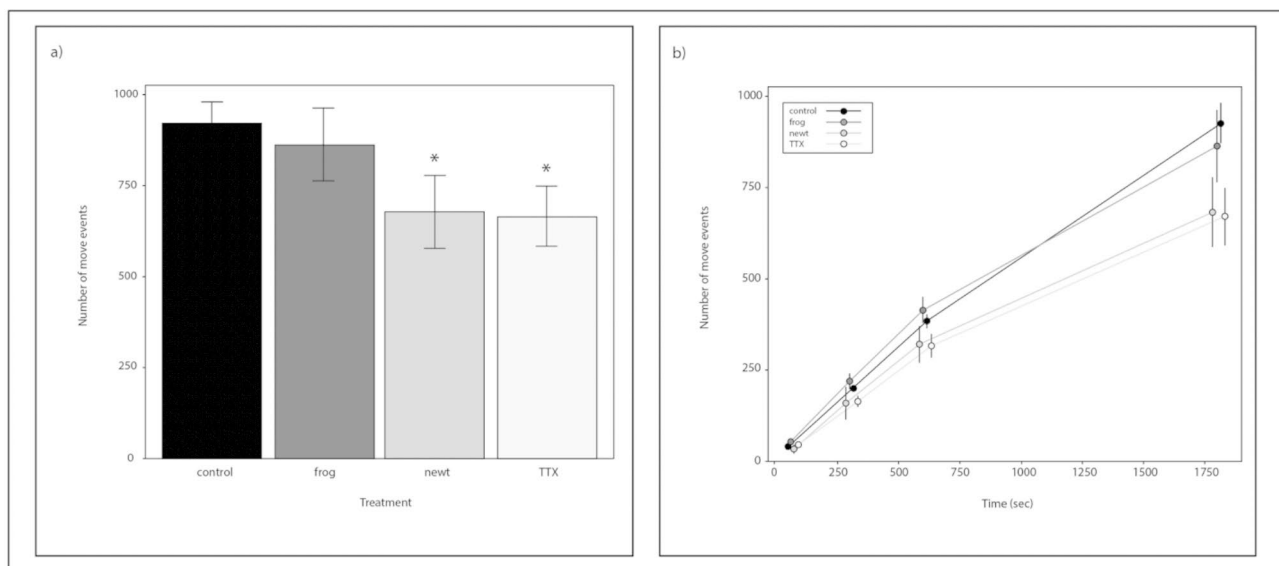 a)
1000
750
500
250
0
Number of move events
*
*
control frog newt TTX
Treatment
b)
1000
750
500
250
0
Number of move events
control
frog
newt
TTX
0 250 500 750 1000 1250 1500 1750
Time (sec)